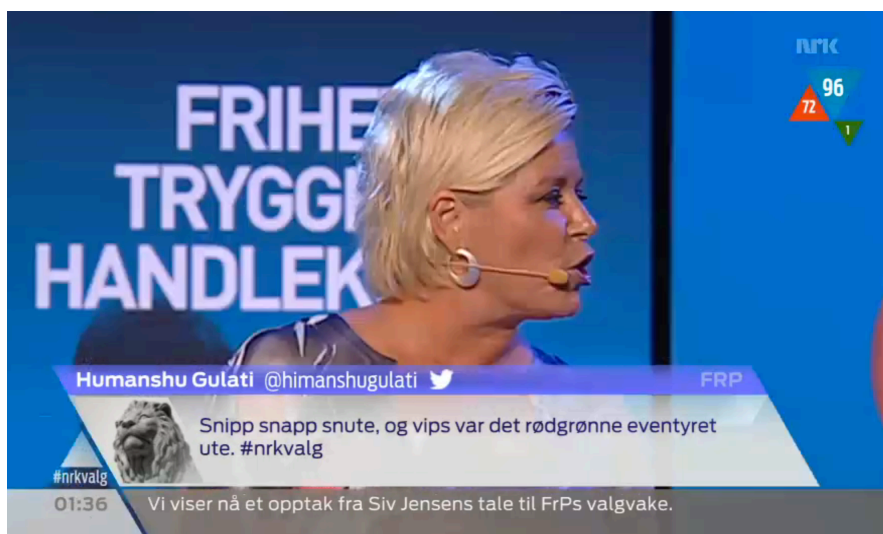 nrk
96
72
1
FRIHE
TRYGG
HANDLEK
Humanshu Gulati @himanshugulati FRP
Snipp snapp snute, og vips var det rødgrønne eventyret
ute. #nrkvalg
#nrkvalg
01:36 Vi viser nå et opptak fra Siv Jensens tale til FrPs valgvake.